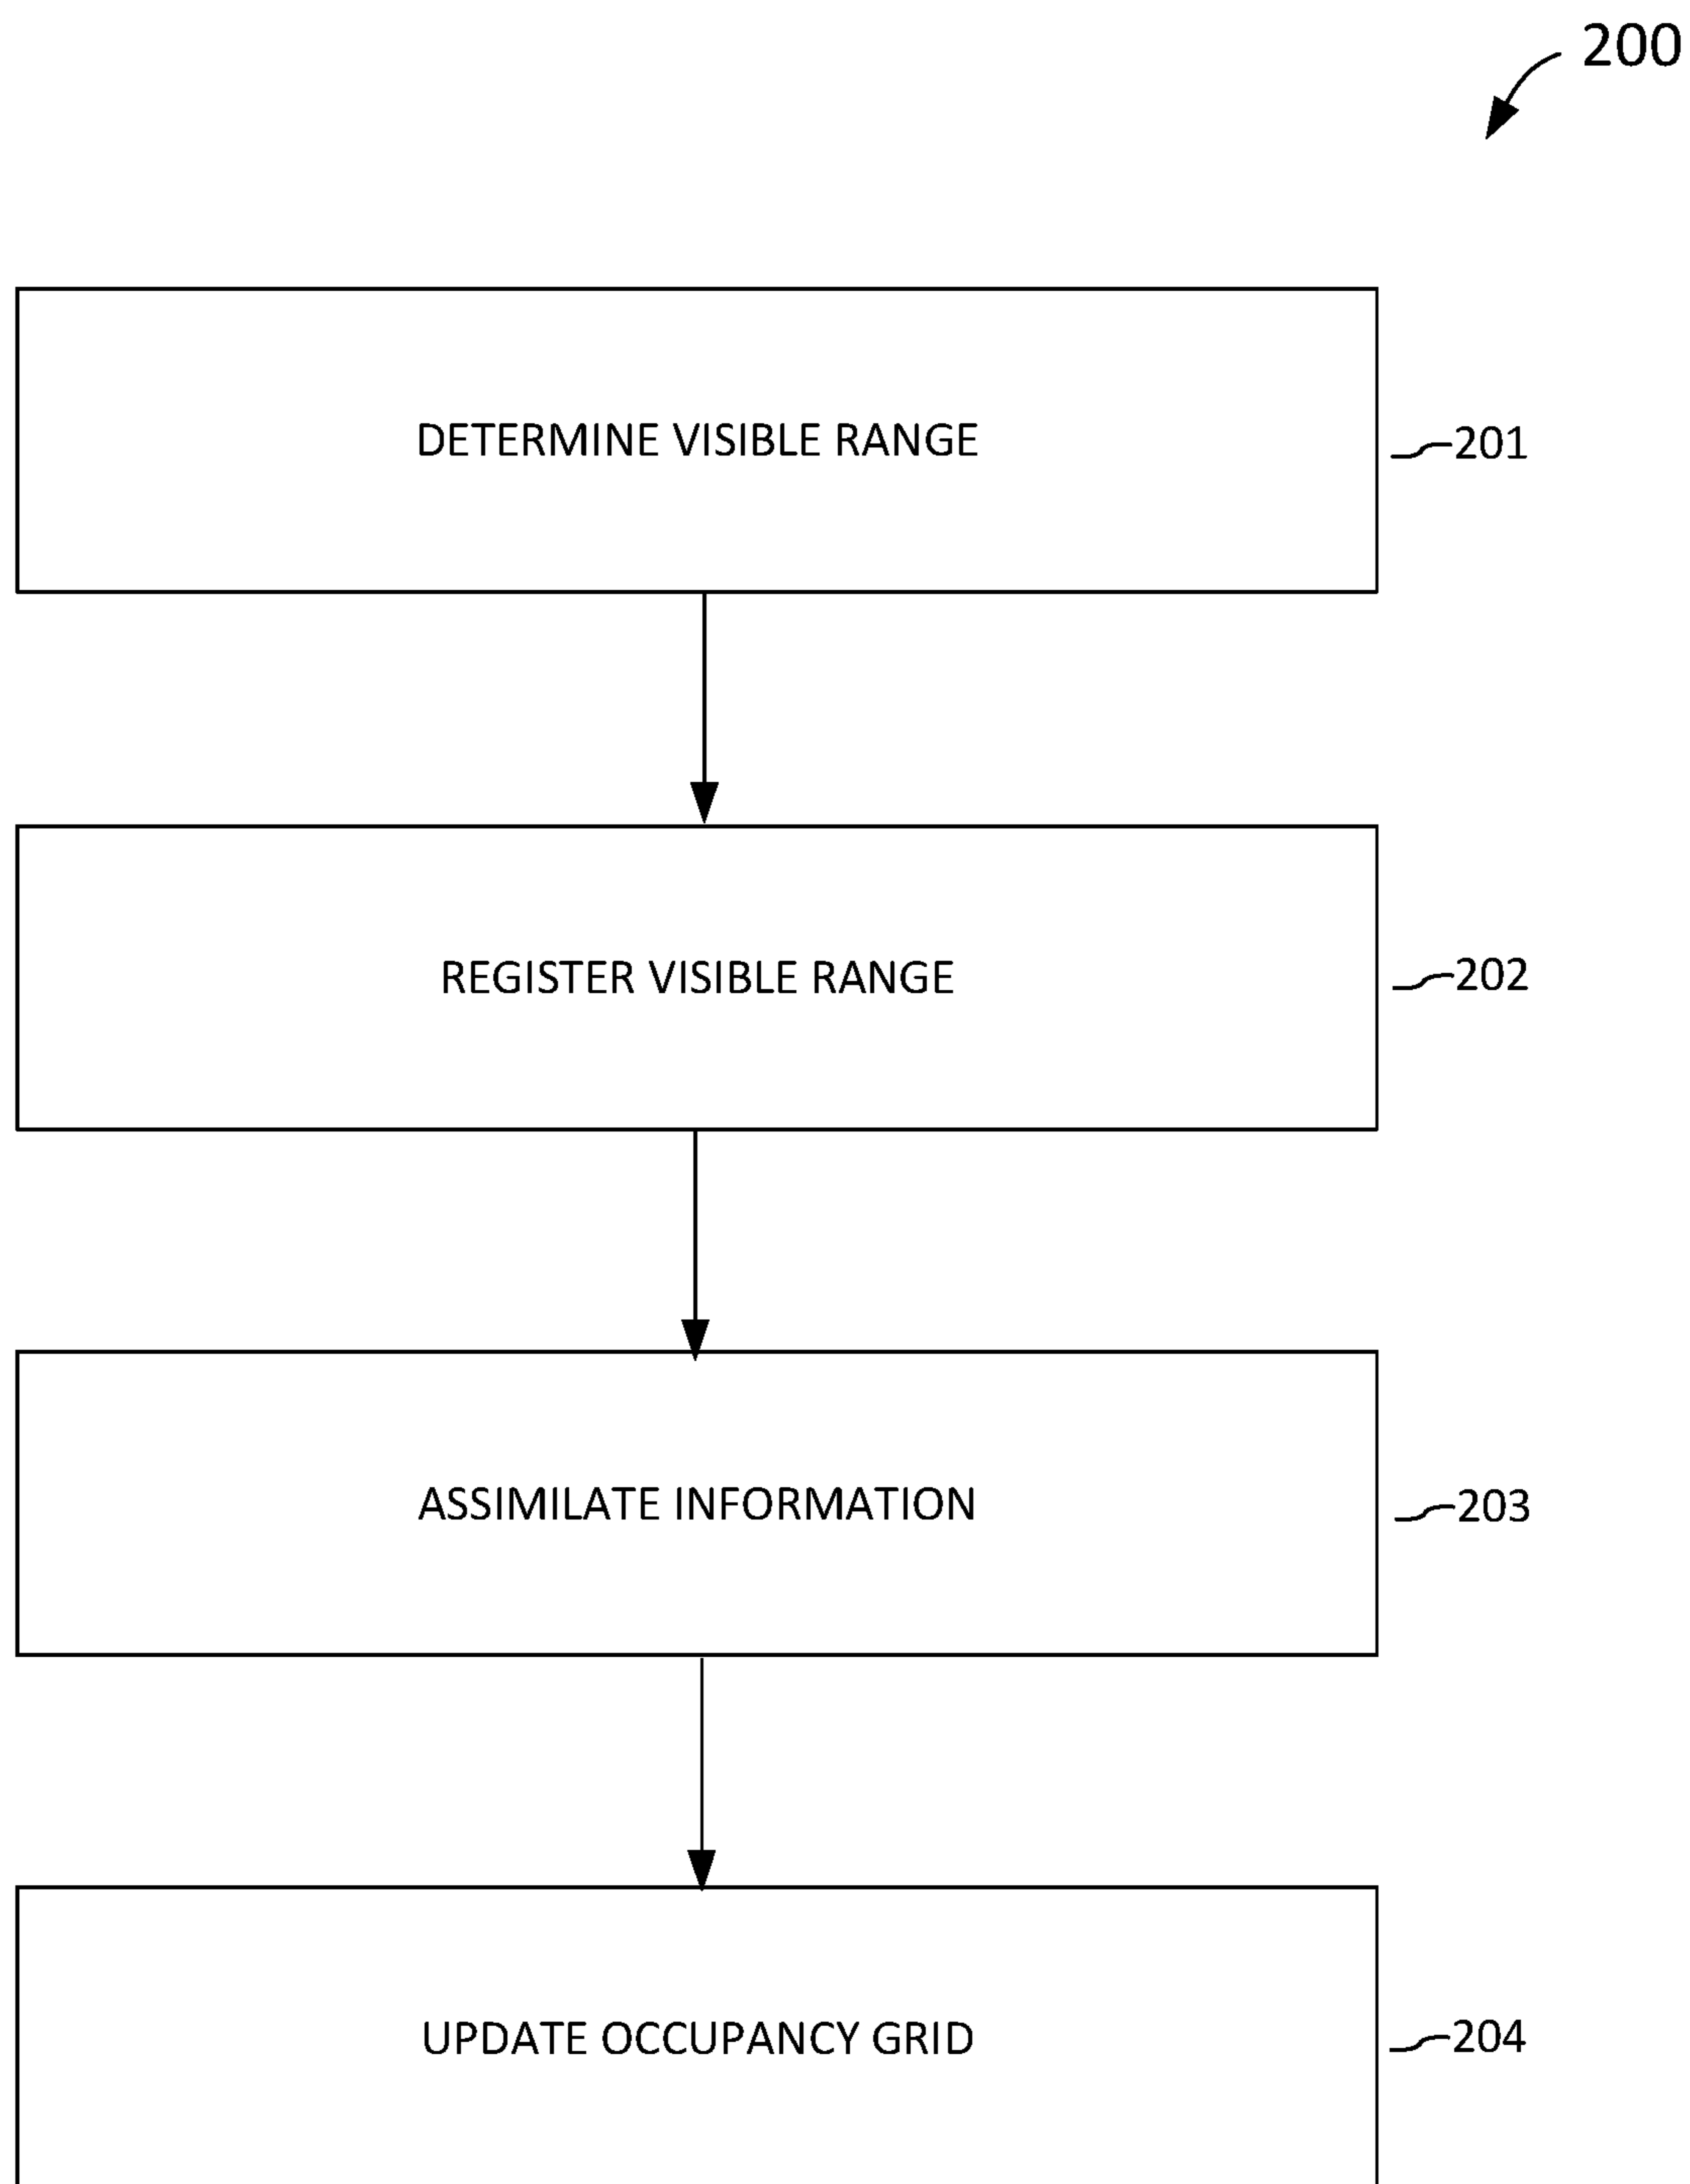 200
DETERMINE VISIBLE RANGE
201
REGISTER VISIBLE RANGE
202
ASSIMILATE INFORMATION
203
UPDATE OCCUPANCY GRID
204